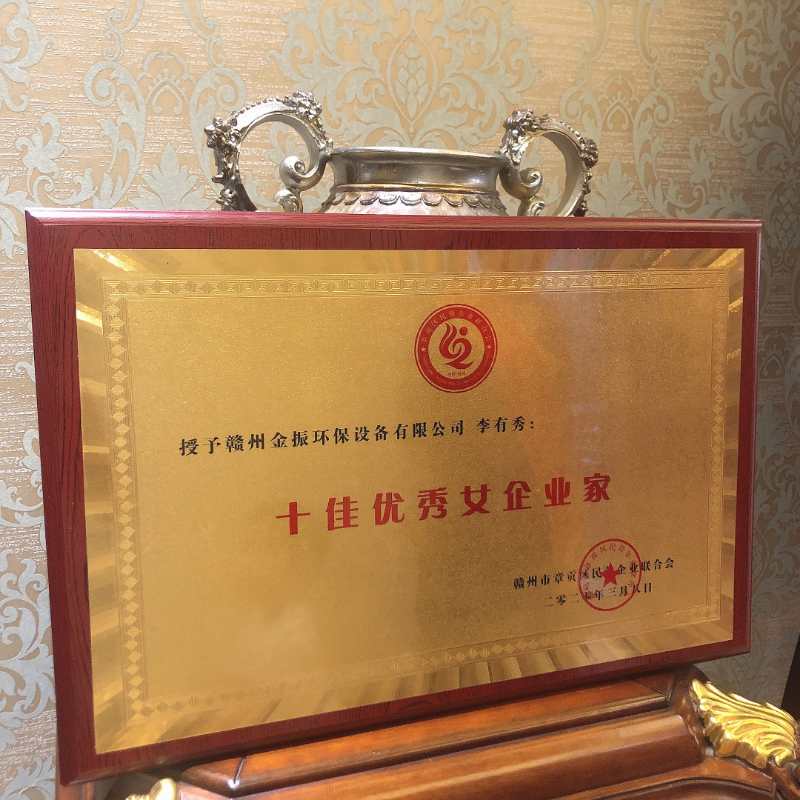 授予赣州金振环保设备有限公司 李有秀：
十佳优秀女企业家
赣州市章贡区民营企业联合会
二零二 年三月八日